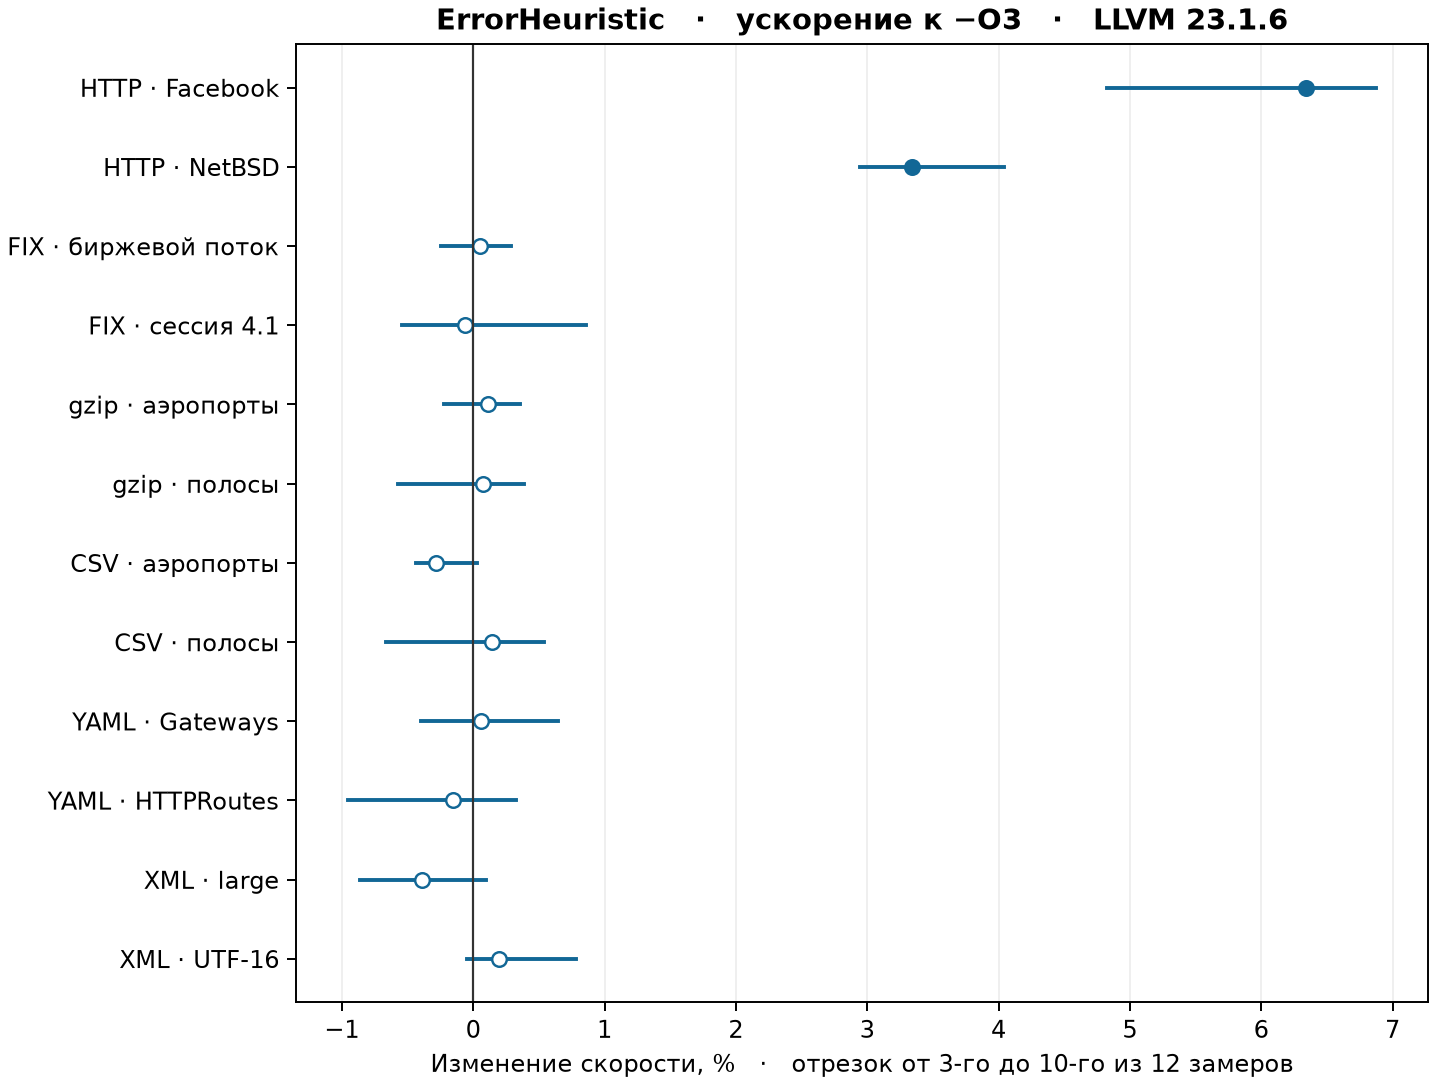 ErrorHeuristic · ускорение к −O3 · LLVM 23.1.6
HTTP · Facebook
HTTP · NetBSD
FIX · биржевой поток
FIX · сессия 4.1
gzip · аэропорты
gzip · полосы
CSV · аэропорты
CSV · полосы
YAML · Gateways
YAML · HTTPRoutes
XML · large
XML · UTF-16
−1 0 1 2 3 4 5 6 7
Изменение скорости, % · отрезок от 3-го до 10-го из 12 замеров